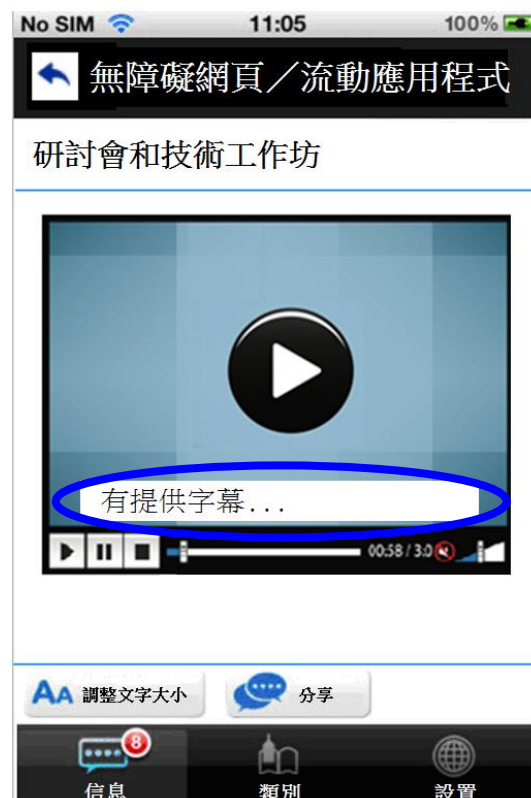 No SIM 11:05 100%
無障礙網頁／流動應用程式
研討會和技術工作坊
有提供字幕...
00:58 / 3:0
AA 調整文字大小 分享
8
信息 類別 設置